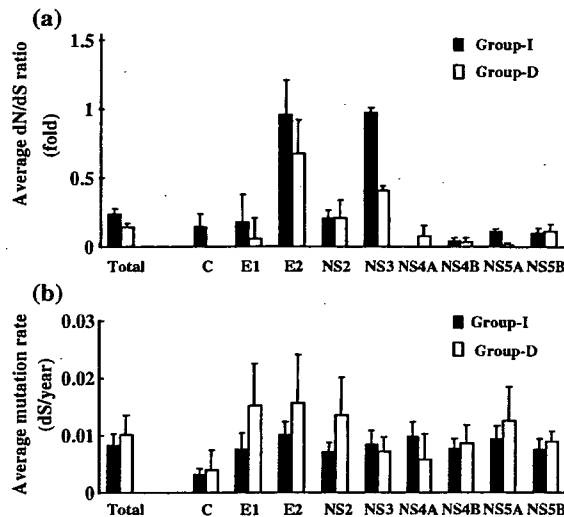 (a)
1.5
1
0.5
0
Average dN/dS ratio
(fold)
Group-I
Group-D
Total C E1 E2 NS2 NS3 NS4A NS4B NS5A NS5B
(b)
0.03
0.02
0.01
0
Average mutation rate
(dS/year)
Group-I
Group-D
Total C E1 E2 NS2 NS3 NS4A NS4B NS5A NS5B